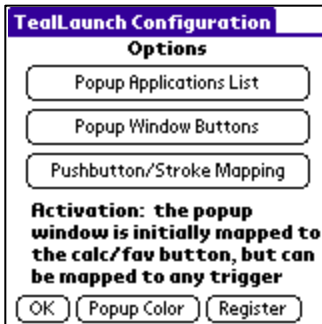 TealLaunch Configuration
Options
Popup Applications List
Popup Window Buttons
Pushbutton/Stroke Mapping
Activation: the popup
window is initially mapped to
the calc/fav button, but can
be mapped to any trigger
OK Popup Color Register